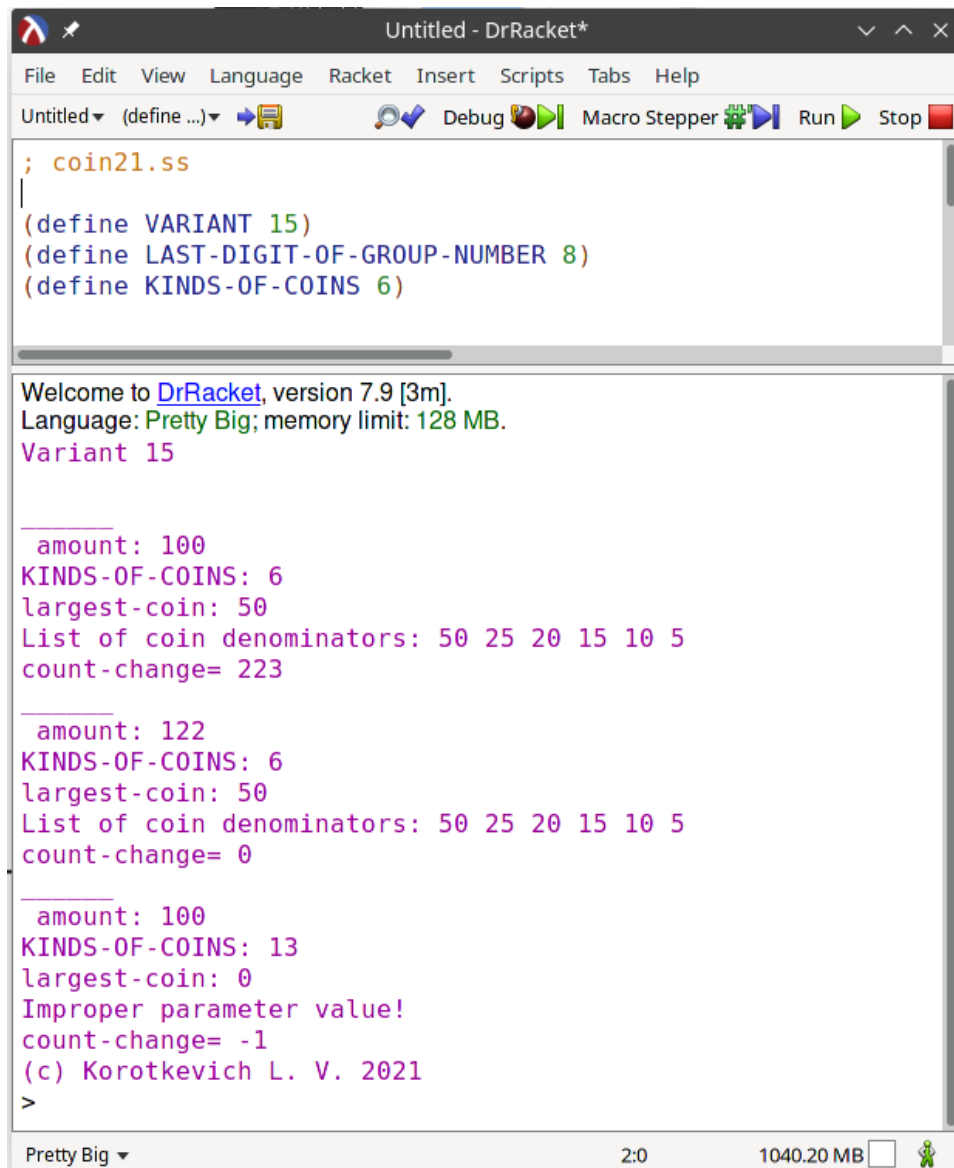 Untitled - DrRacket*
File Edit View Language Racket Insert Scripts Tabs Help
Untitled (define ...) Debug Macro Stepper Run Stop
; coin21.ss
(define VARIANT 15)
(define LAST-DIGIT-OF-GROUP-NUMBER 8)
(define KINDS-OF-COINS 6)
Welcome to DrRacket, version 7.9 [3m].
Language: Pretty Big; memory limit: 128 MB.
Variant 15
______
amount: 100
KINDS-OF-COINS: 6
largest-coin: 50
List of coin denominators: 50 25 20 15 10 5
count-change= 223
______
amount: 122
KINDS-OF-COINS: 6
largest-coin: 50
List of coin denominators: 50 25 20 15 10 5
count-change= 0
______
amount: 100
KINDS-OF-COINS: 13
largest-coin: 0
Improper parameter value!
count-change= -1
(c) Korotkevich L. V. 2021
>
Pretty Big 2:0 1040.20 MB